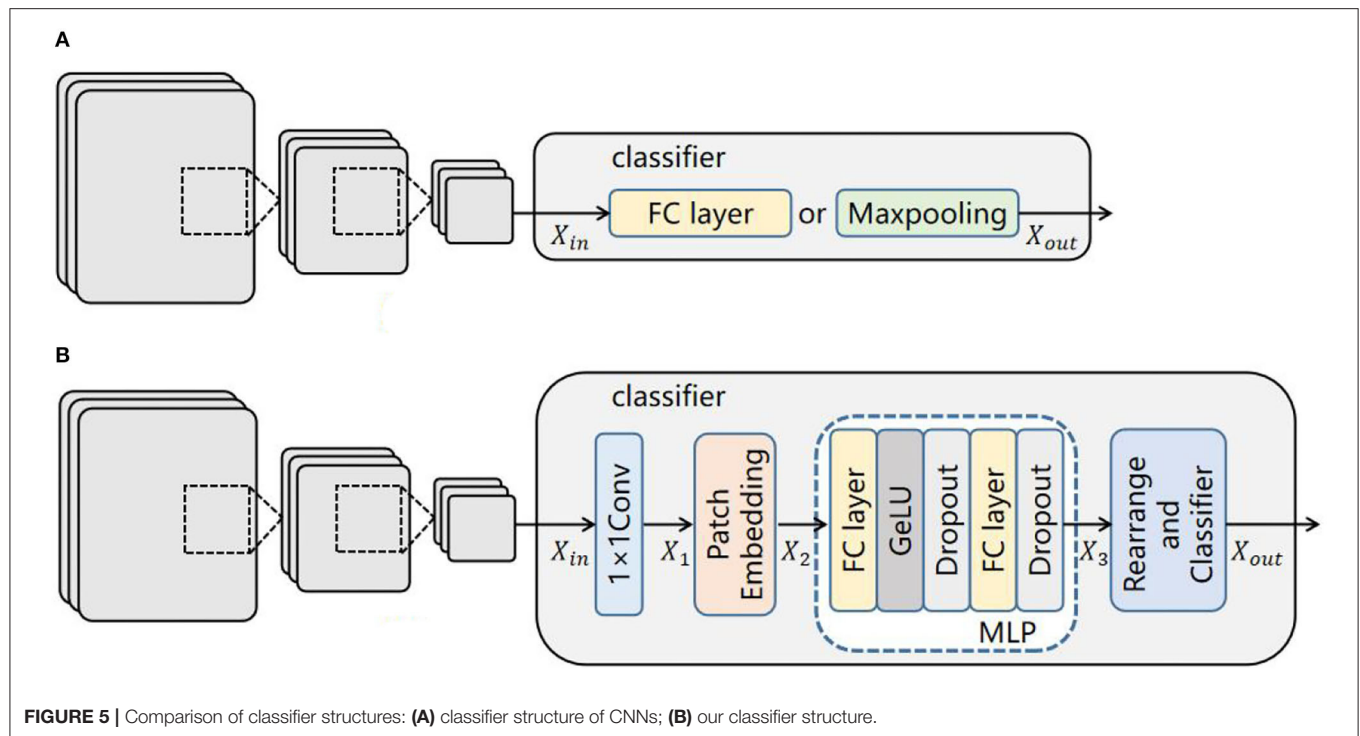 A
classifier
FC layer or Maxpooling
X_in X_out
B
classifier
1×1Conv
Patch
Embedding
FC layer
GeLU
Dropout
FC layer
Dropout
Rearrange
and
Classifier
X_in X_1 X_2 X_3 X_out
MLP
FIGURE 5 | Comparison of classifier structures: (A) classifier structure of CNNs; (B) our classifier structure.